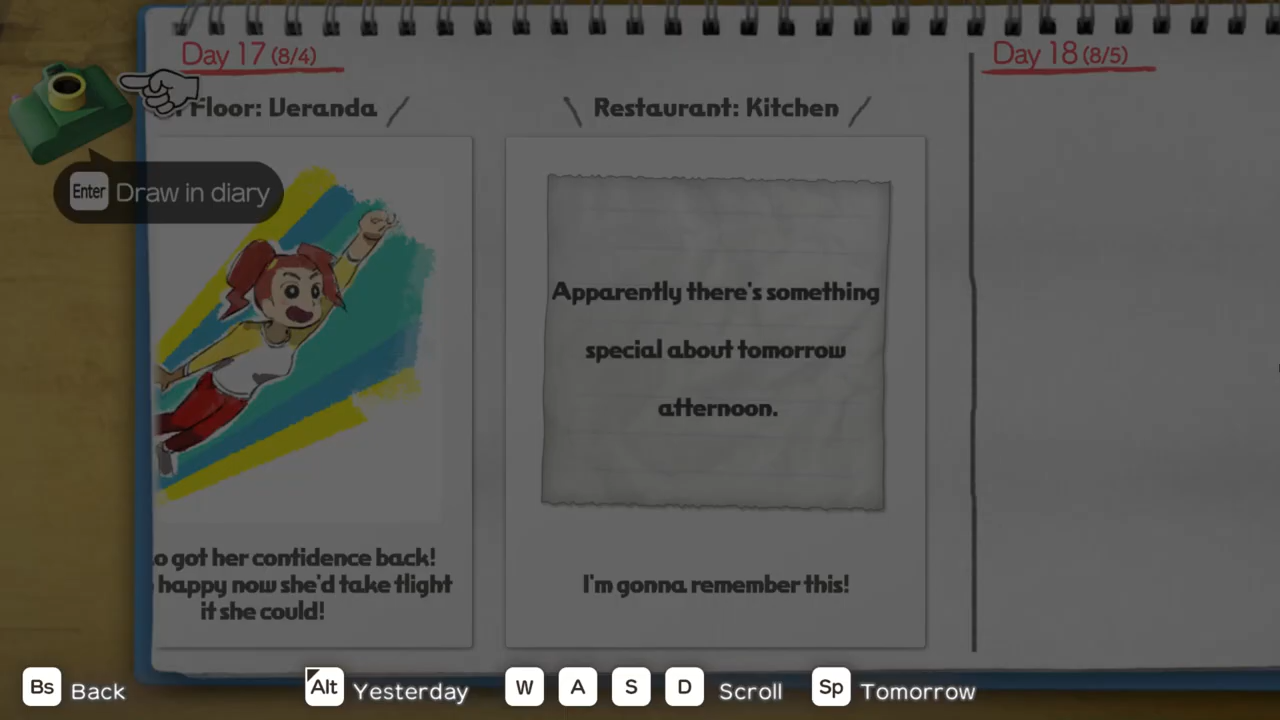 Day 17 (8/4)
Day 18 (8/5)
Floor: Veranda
Restaurant: Kitchen
Enter Draw in diary
Apparently there's something
special about tomorrow
afternoon.
o got her confidence back!
happy now she'd take flight
if she could!
I'm gonna remember this!
Bs Back
Alt Yesterday
W A S D Scroll
Sp Tomorrow